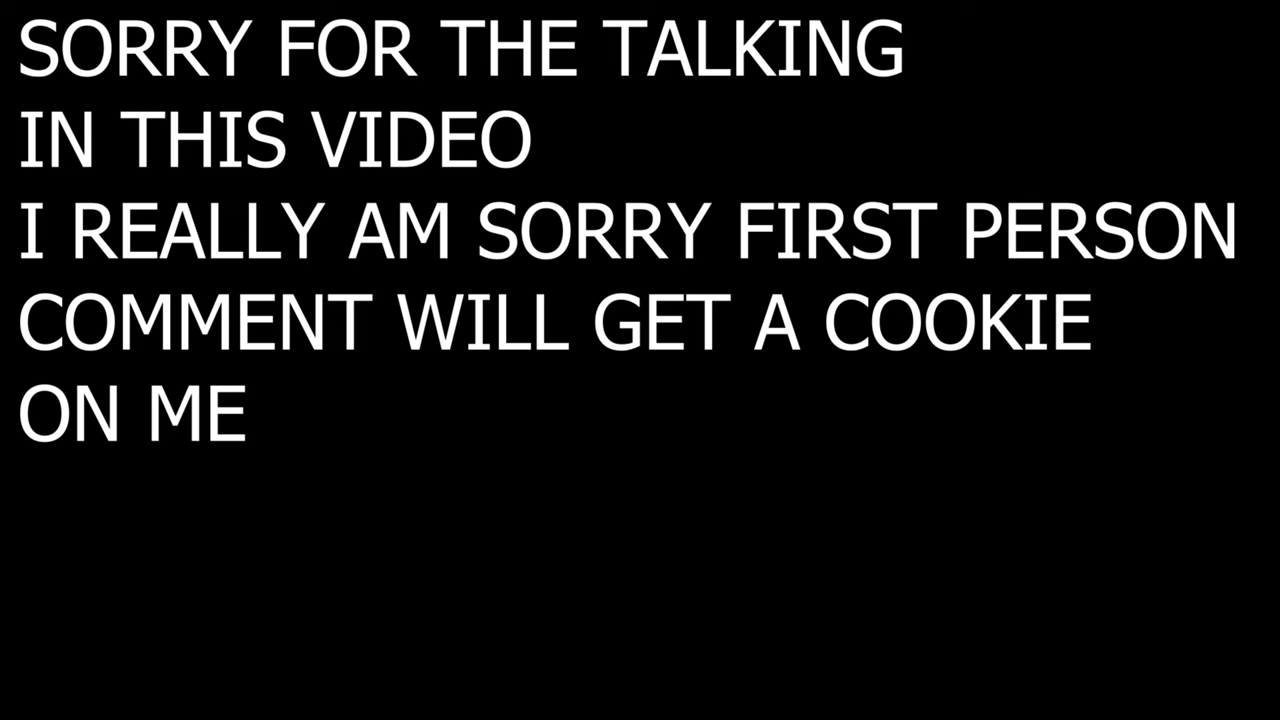 SORRY FOR THE TALKING
IN THIS VIDEO
I REALLY AM SORRY FIRST PERSON
COMMENT WILL GET A COOKIE
ON ME